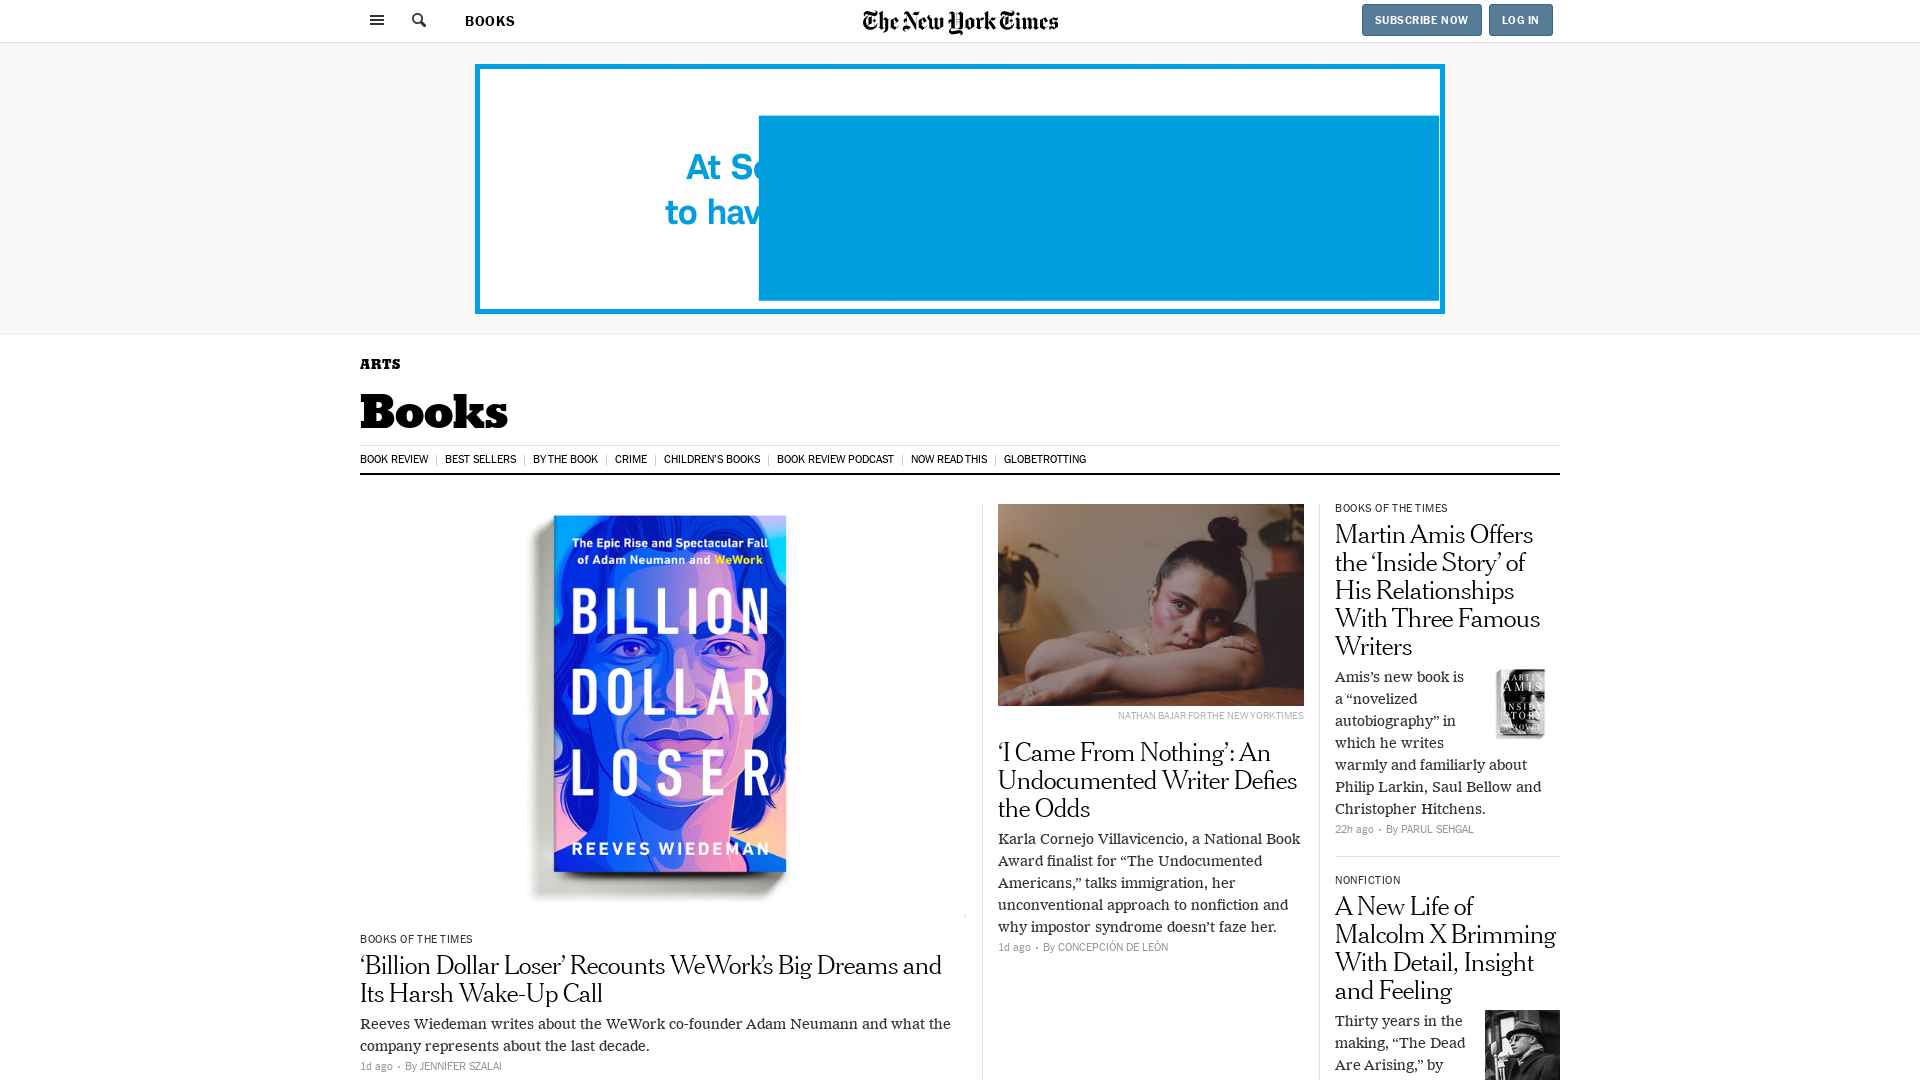 BOOKS
The New York Times
SUBSCRIBE NOW
LOG IN
At
to hav
ARTS
Books
BOOK REVIEW
BEST SELLERS
BY THE BOOK
CRIME
CHILDREN'S BOOKS
BOOK REVIEW PODCAST
NOW READ THIS
GLOBETROTTING
The Epic Rise and Spectacular Fall
of Adam Neumann and WeWork
BILLION
DOLLAR
LOSER
REEVES WIEDEMAN
BOOKS OF THE TIMES
‘Billion Dollar Loser’ Recounts WeWork’s Big Dreams and
Its Harsh Wake-Up Call
Reeves Wiedeman writes about the WeWork co-founder Adam Neumann and what the
company represents about the last decade.
1d ago • By JENNIFER SZALAI
NATHAN BAJAR FOR THE NEW YORK TIMES
‘I Came From Nothing’: An
Undocumented Writer Defies
the Odds
Karla Cornejo Villavicencio, a National Book
Award finalist for “The Undocumented
Americans,” talks immigration, her
unconventional approach to nonfiction and
why impostor syndrome doesn’t faze her.
1d ago • By CONCEPCIÓN DE LEÓN
BOOKS OF THE TIMES
Martin Amis Offers
the ‘Inside Story’ of
His Relationships
With Three Famous
Writers
Amis’s new book is
a “novelized
autobiography” in
which he writes
warmly and familiarly about
Philip Larkin, Saul Bellow and
Christopher Hitchens.
MARTIN
AMIS
INSIDE
STORY
22h ago • By PARUL SEHGAL
NONFICTION
A New Life of
Malcolm X Brimming
With Detail, Insight
and Feeling
Thirty years in the
making, “The Dead
Are Arising,” by